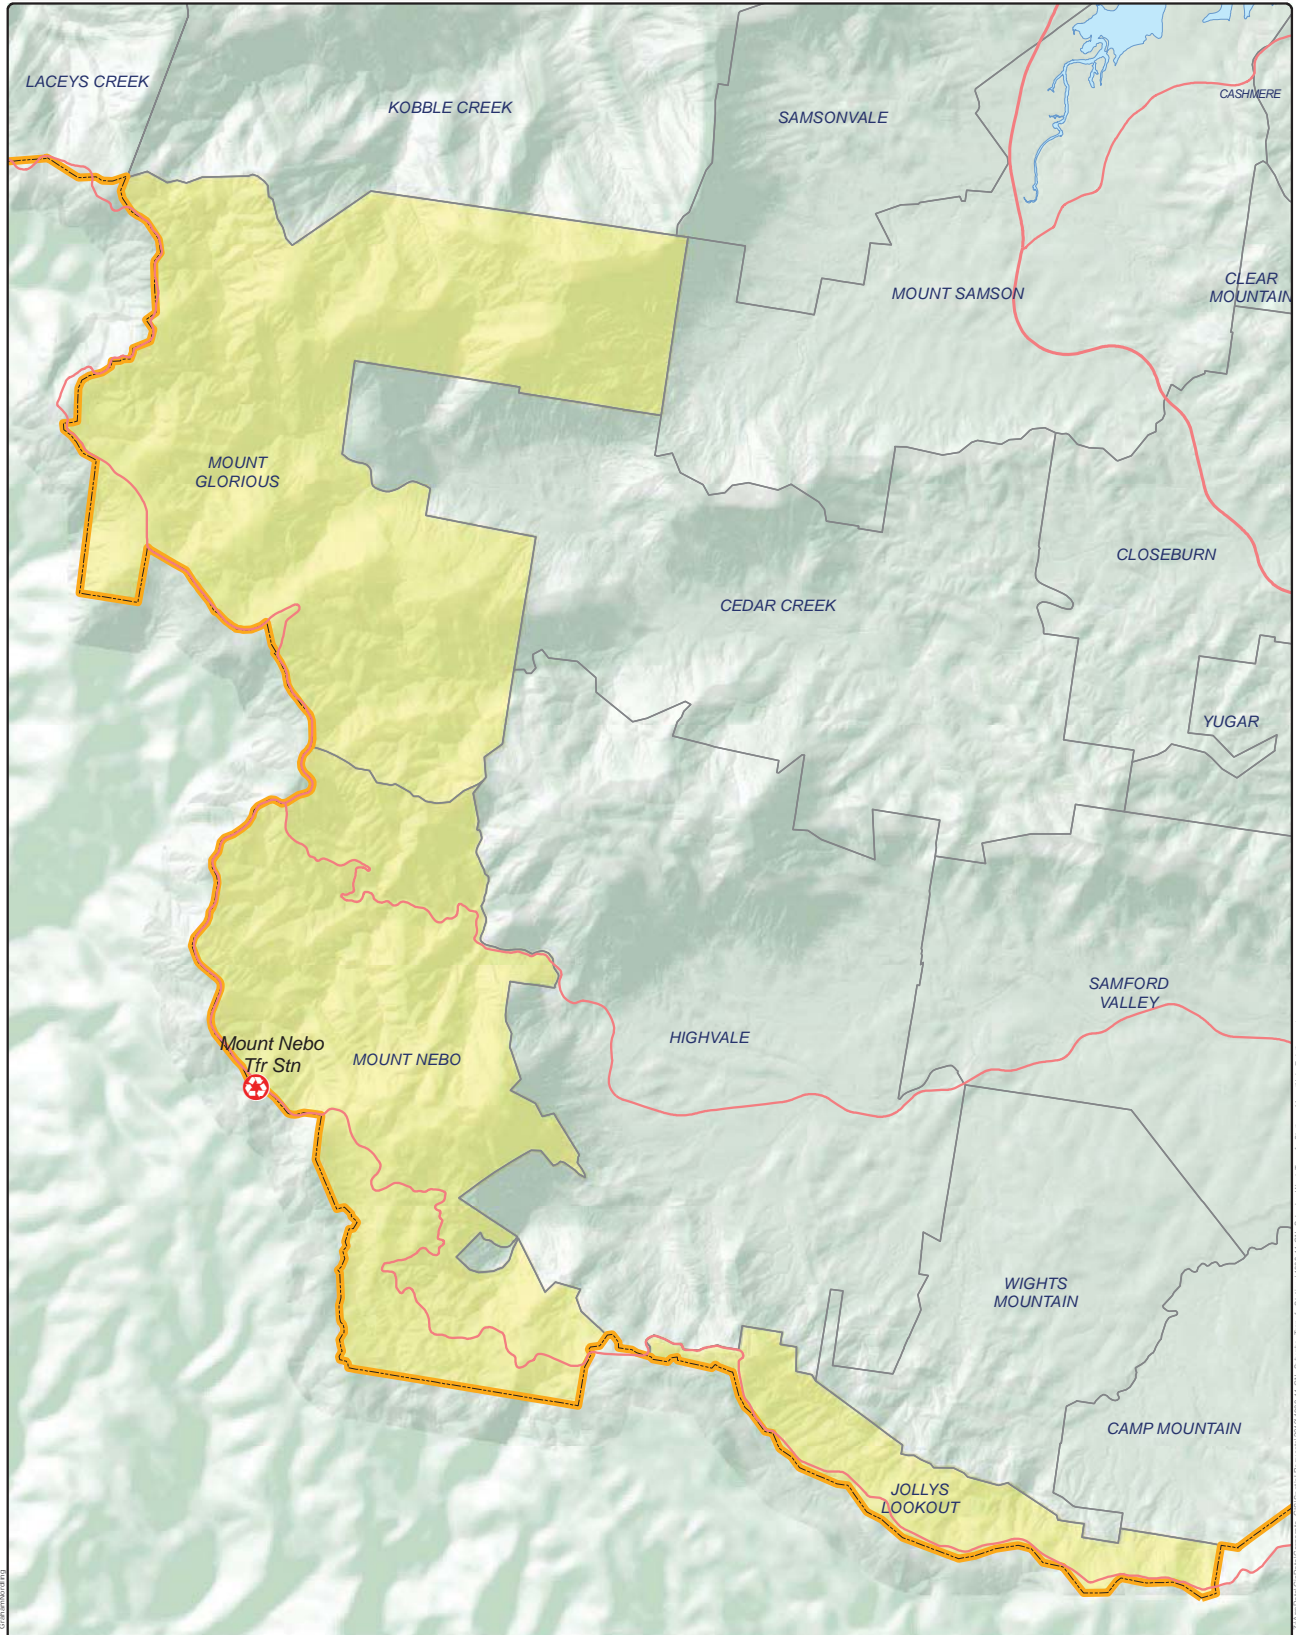 LACEYS CREEK
KOBBLE CREEK
SAMSONVALE
CASHMERE
MOUNT SAMSON
CLEAR
MOUNTAIN
MOUNT
GLORIOUS
CLOSEBURN
CEDAR CREEK
YUGAR
SAMFORD
VALLEY
HIGHVALE
Mount Nebo
Tfr Stn
MOUNT NEBO
WIGHTS
MOUNTAIN
CAMP MOUNTAIN
JOLLYS
LOOKOUT